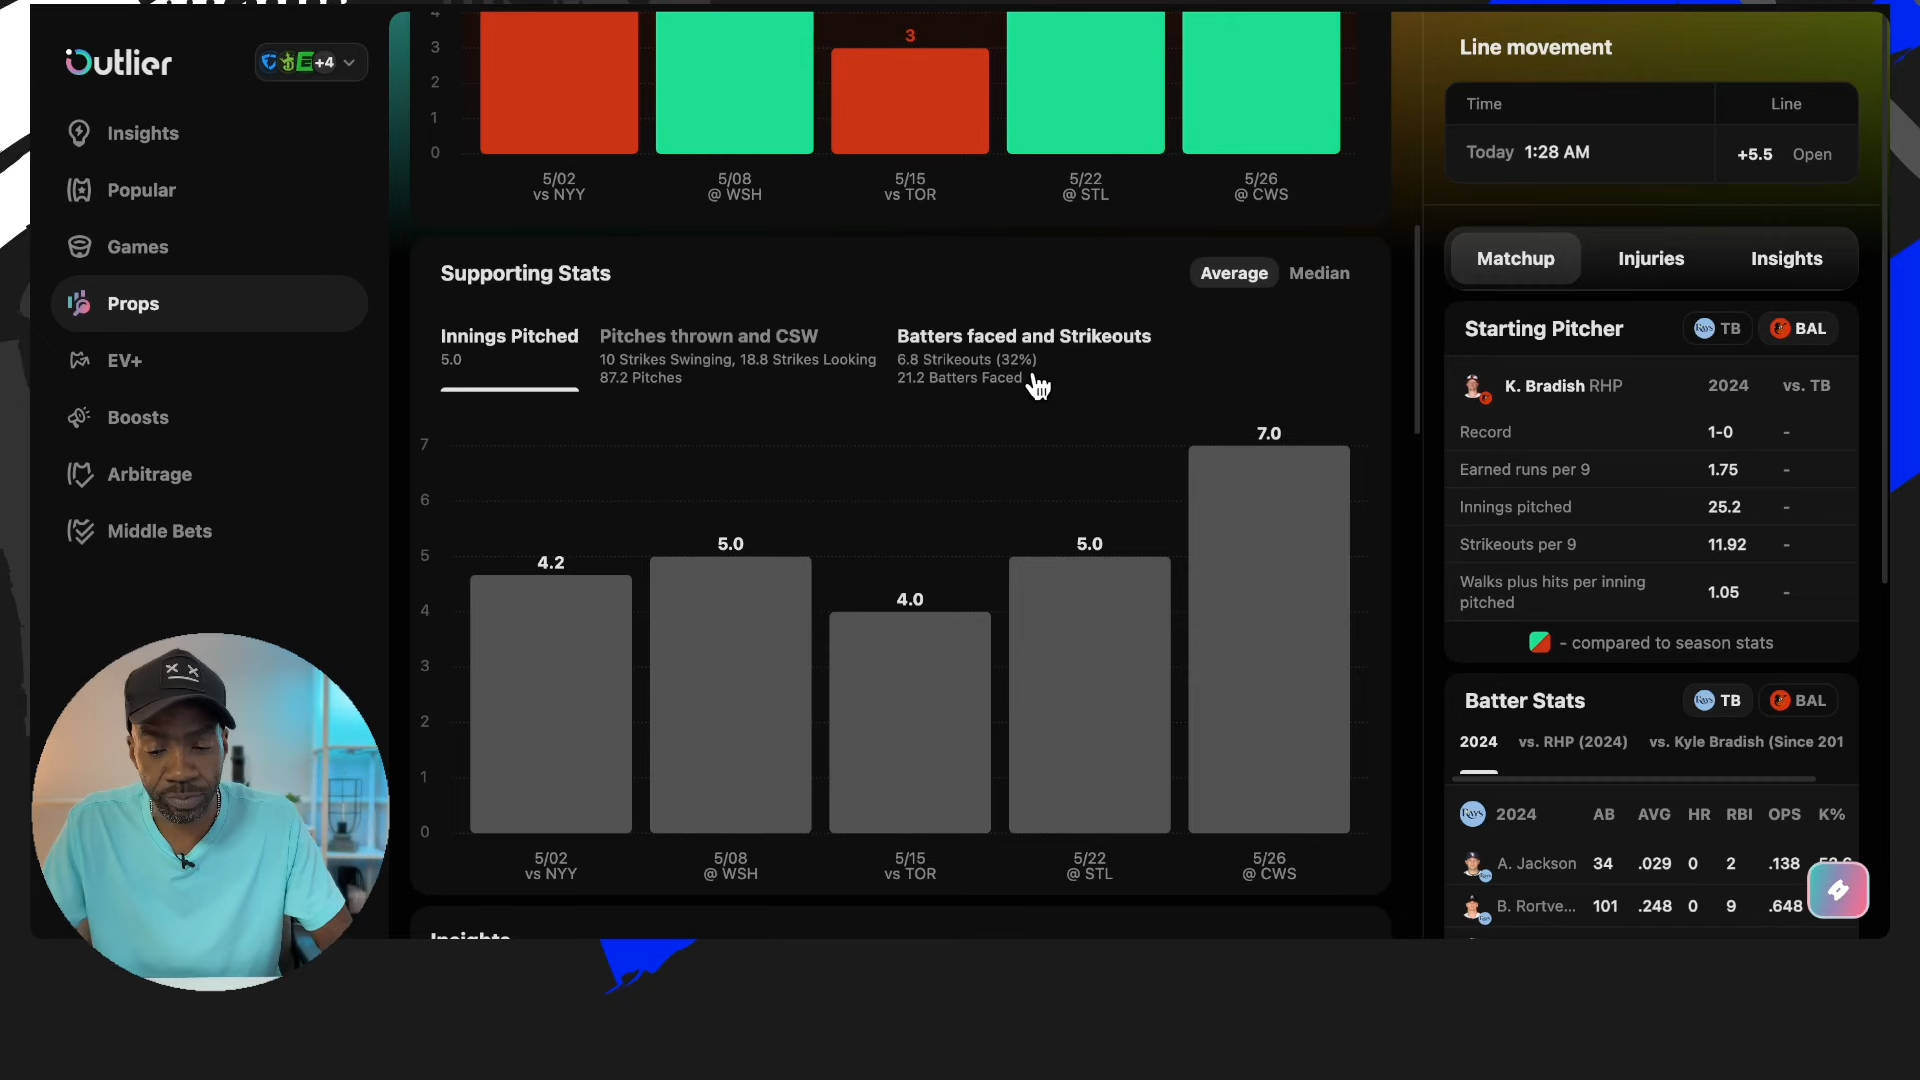 Outlier
+4
Insights
Popular
Games
Props
EV+
Boosts
Arbitrage
Middle Bets
4
3
2
1
0
3
5/02
vs NYY
5/08
@ WSH
5/15
vs TOR
5/22
@ STL
5/26
@ CWS
Supporting Stats
Average
Median
Innings Pitched
5.0
Pitches thrown and CSW
10 Strikes Swinging, 18.8 Strikes Looking
87.2 Pitches
Batters faced and Strikeouts
6.8 Strikeouts (32%)
21.2 Batters Faced
7
6
5
4
3
2
1
0
4.2
5.0
4.0
5.0
7.0
5/02
vs NYY
5/08
@ WSH
5/15
vs TOR
5/22
@ STL
5/26
@ CWS
Insights
Line movement
Time Line
Today 1:28 AM +5.5 Open
Matchup Injuries Insights
Starting Pitcher TB BAL
K. Bradish RHP 2024 vs. TB
Record 1-0 -
Earned runs per 9 1.75 -
Innings pitched 25.2 -
Strikeouts per 9 11.92 -
Walks plus hits per inning
pitched 1.05 -
- compared to season stats
Batter Stats TB BAL
2024 vs. RHP (2024) vs. Kyle Bradish (Since 201
Rays 2024 AB AVG HR RBI OPS K%
A. Jackson 34 .029 0 2 .138
B. Rortve... 101 .248 0 9 .648